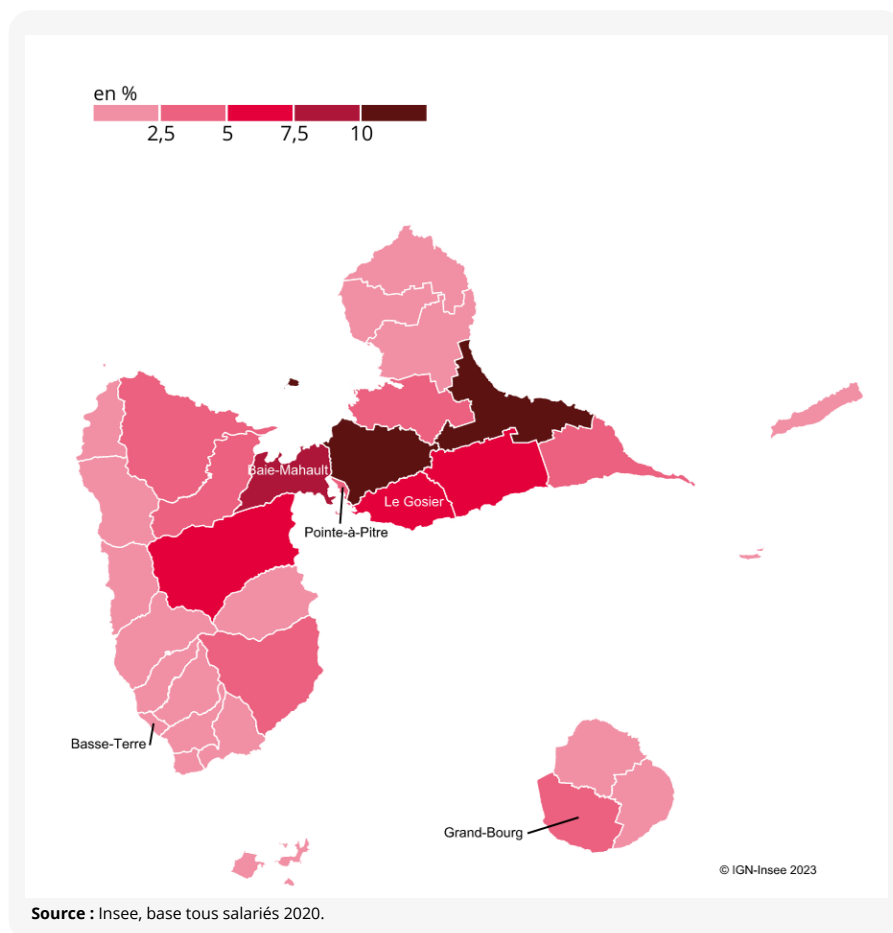 en %
2,5 5 7,5 10
Baie-Mahault
Le Gosier
Pointe-à-Pitre
Basse-Terre
Grand-Bourg
© IGN-Insee 2023
Source : Insee, base tous salariés 2020.